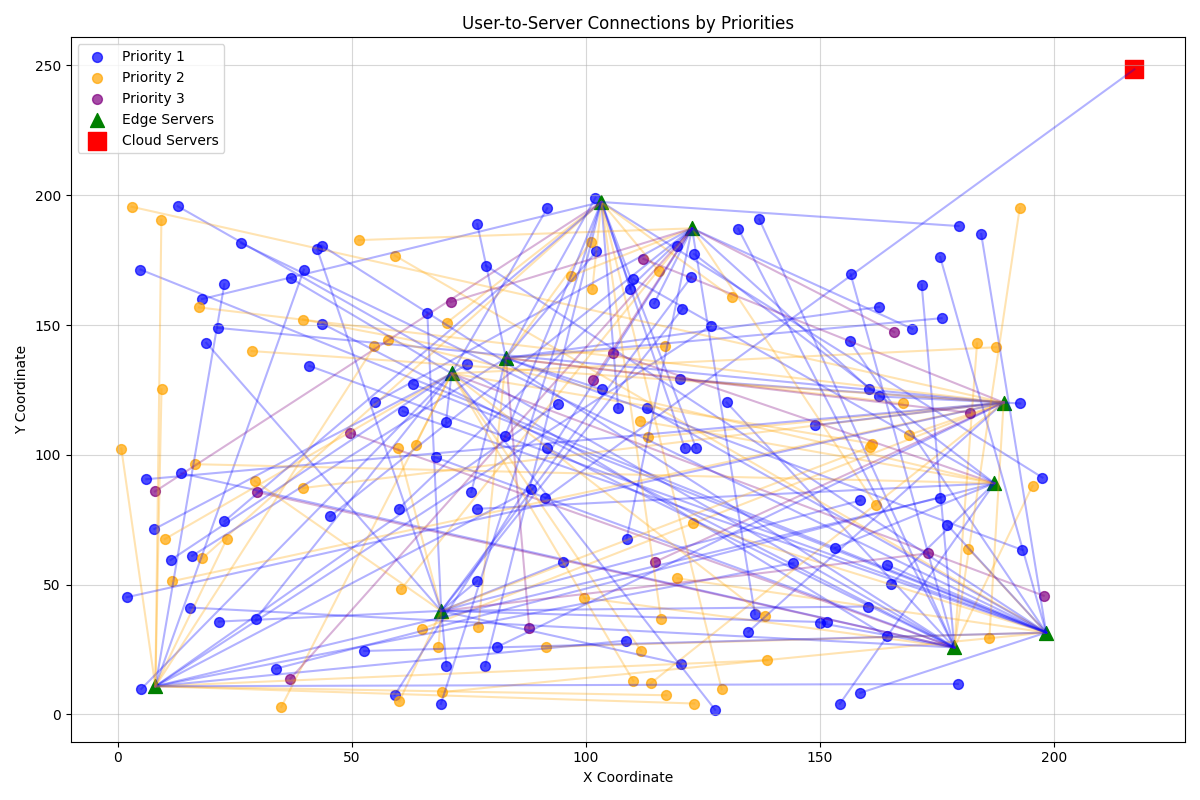 User-to-Server Connections by Priorities
Priority 1
Priority 2
Priority 3
Edge Servers
Cloud Servers
Y Coordinate
250
200
150
100
50
0
0
50
100
150
200
X Coordinate